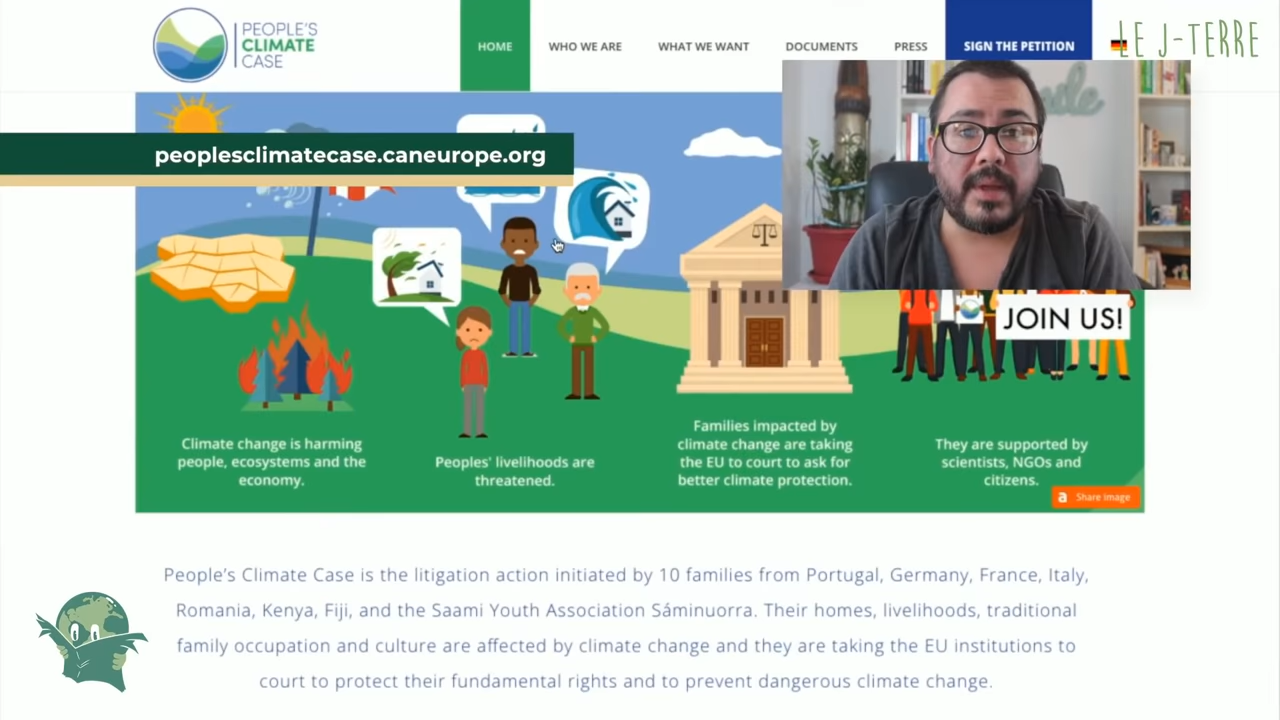 PEOPLE'S
CLIMATE
CASE
HOME
WHO WE ARE
WHAT WE WANT
DOCUMENTS
PRESS
SIGN THE PETITION
LE J-TERRE
peoplesclimatecase.caneurope.org
JOIN US!
Climate change is harming
people, ecosystems and the
economy.
Peoples' livelihoods are
threatened.
Families impacted by
climate change are taking
the EU to court to ask for
better climate protection.
They are supported by
scientists, NGOs and
citizens.
a Share Image
People's Climate Case is the litigation action initiated by 10 families from Portugal, Germany, France, Italy,
Romania, Kenya, Fiji, and the Saami Youth Association Sáminuorra. Their homes, livelihoods, traditional
family occupation and culture are affected by climate change and they are taking the EU institutions to
court to protect their fundamental rights and to prevent dangerous climate change.